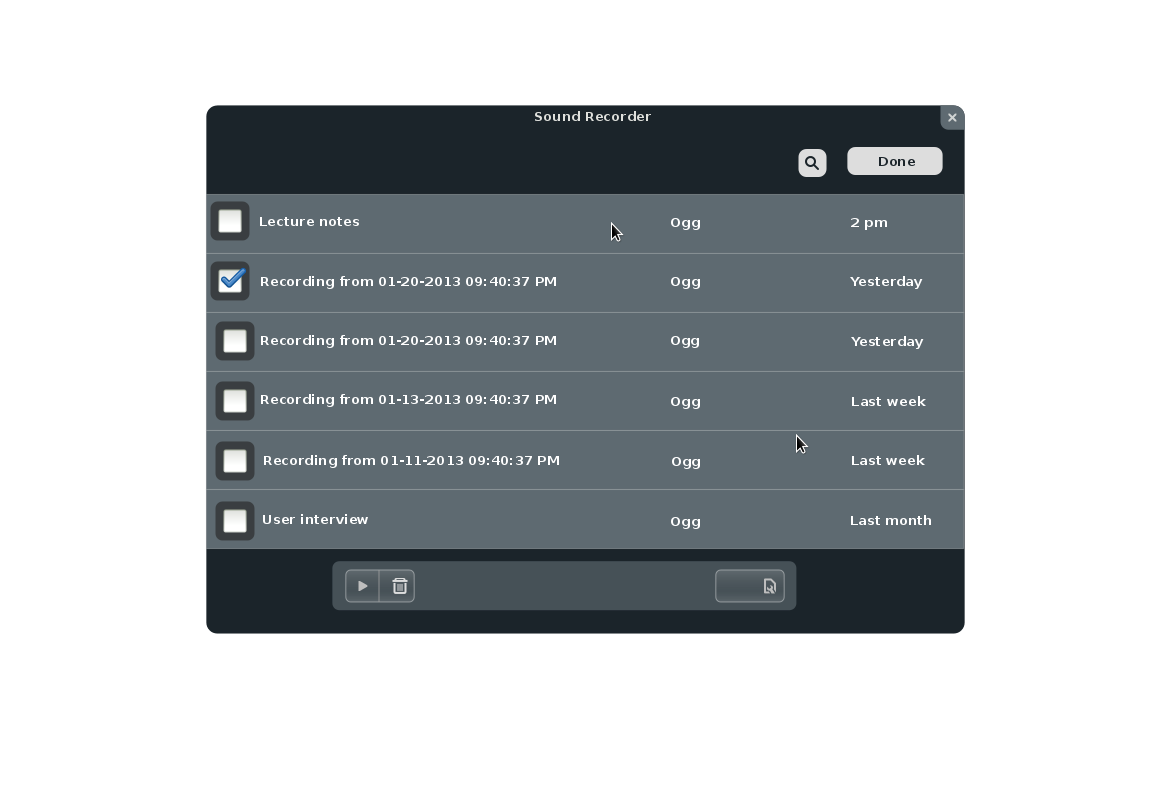 Sound Recorder
Done
Lecture notes Ogg 2 pm
Recording from 01-20-2013 09:40:37 PM Ogg Yesterday
Recording from 01-20-2013 09:40:37 PM Ogg Yesterday
Recording from 01-13-2013 09:40:37 PM Ogg Last week
Recording from 01-11-2013 09:40:37 PM Ogg Last week
User interview Ogg Last month